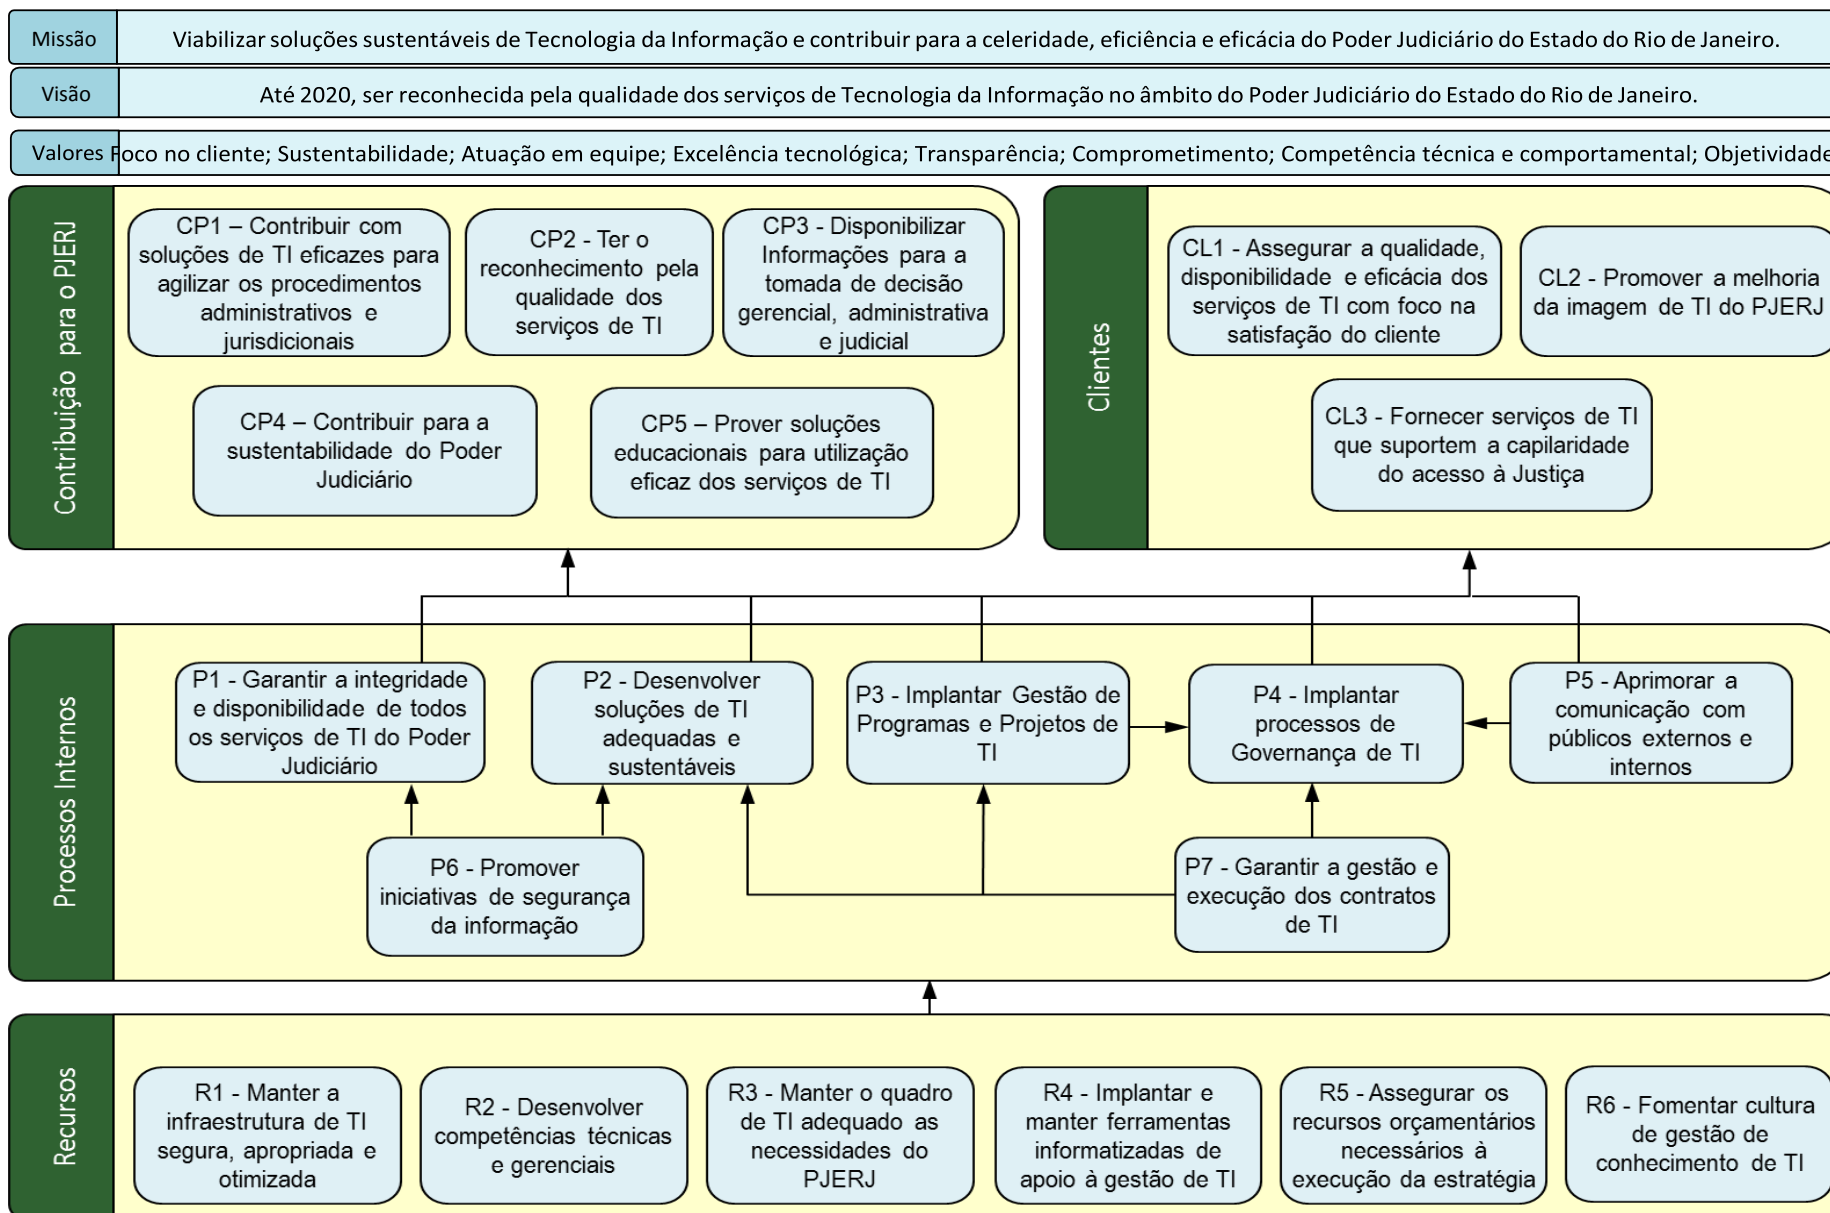 Missão
Viabilizar soluções sustentáveis de Tecnologia da Informação e contribuir para a celeridade, eficiência e eficácia do Poder Judiciário do Estado do Rio de Janeiro.
Visão
Até 2020, ser reconhecida pela qualidade dos serviços de Tecnologia da Informação no âmbito do Poder Judiciário do Estado do Rio de Janeiro.
Valores
Foco no cliente; Sustentabilidade; Atuação em equipe; Excelência tecnológica; Transparência; Comprometimento; Competência técnica e comportamental; Objetividade
Contribuição para o PJERJ
CP1 – Contribuir com
soluções de TI eficazes para
agilizar os procedimentos
administrativos e
jurisdicionais
CP2 - Ter o
reconhecimento pela
qualidade dos
serviços de TI
CP3 - Disponibilizar
Informações para a
tomada de decisão
gerencial, administrativa
e judicial
CP4 – Contribuir para a
sustentabilidade do Poder
Judiciário
CP5 – Prover soluções
educacionais para utilização
eficaz dos serviços de TI
Clientes
CL1 - Assegurar a qualidade,
disponibilidade e eficácia dos
serviços de TI com foco na
satisfação do cliente
CL2 - Promover a melhoria
da imagem de TI do PJERJ
CL3 - Fornecer serviços de TI
que suportem a capilaridade
do acesso à Justiça
Processos Internos
P1 - Garantir a integridade
e disponibilidade de todos
os serviços de TI do Poder
Judiciário
P2 - Desenvolver
soluções de TI
adequadas e
sustentáveis
P3 - Implantar Gestão de
Programas e Projetos de
TI
P4 - Implantar
processos de
Governança de TI
P5 - Aprimorar a
comunicação com
públicos externos e
internos
P6 - Promover
iniciativas de segurança
da informação
P7 - Garantir a gestão e
execução dos contratos
de TI
Recursos
R1 - Manter a
infraestrutura de TI
segura, apropriada e
otimizada
R2 - Desenvolver
competências técnicas
e gerenciais
R3 - Manter o quadro
de TI adequado as
necessidades do
PJERJ
R4 - Implantar e
manter ferramentas
informatizadas de
apoio à gestão de TI
R5 - Assegurar os
recursos orçamentários
necessários à
execução da estratégia
R6 - Fomentar cultura
de gestão de
conhecimento de TI